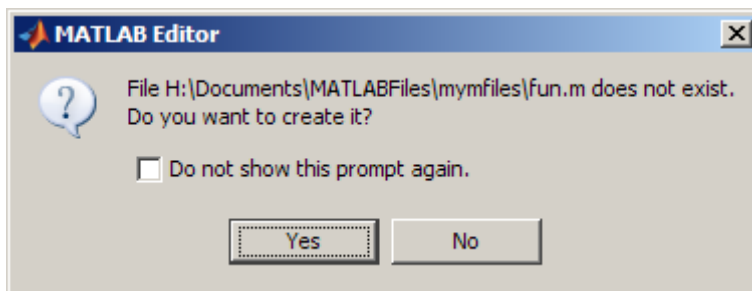 MATLAB Editor
File H:\Documents\MATLABFiles\mymfiles\fun.m does not exist.
Do you want to create it?
Do not show this prompt again.
Yes No